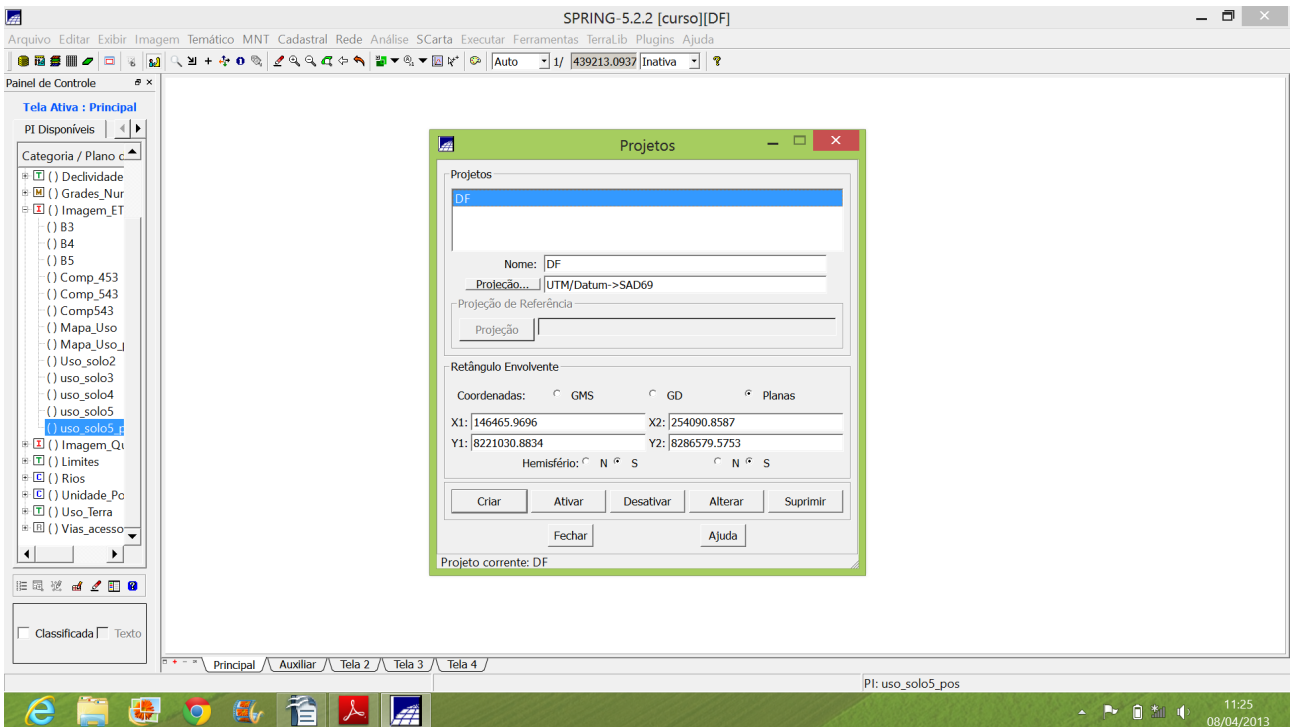 SPRING-5.2.2 [curso][DF]
Arquivo Editar Exibir Imagem Temático MNT Cadastral Rede Análise SCarta Executar Ferramentas TerraLib Plugins Ajuda
Auto 1/ 439213.0937 Inativa
Painel de Controle
Tela Ativa : Principal
PI Disponíveis
Categoria / Plano c
T () Declividade
M () Grades_Nur
I () Imagem_ET
() B3
() B4
() B5
() Comp_453
() Comp_543
() Comp543
() Mapa_Uso
() Mapa_Uso_
() Uso_solo2
() uso_solo3
() uso_solo4
() uso_solo5
() uso_solo5_p
I () Imagem_Qu
T () Limites
C () Rios
C () Unidade_Po
T () Uso_Terra
R () Vias_acesso
Classificada Texto
Projetos
Projetos
DF
Nome: DF
Projeção... UTM/Datum->SAD69
Projeção de Referência
Projeção
Retângulo Envolvente
Coordenadas: GMS GD Planas
X1: 146465.9696 X2: 254090.8587
Y1: 8221030.8834 Y2: 8286579.5753
Hemisfério: N S N S
Criar Ativar Desativar Alterar Suprimir
Fechar Ajuda
Projeto corrente: DF
Principal Auxiliar Tela 2 Tela 3 Tela 4
PI: uso_solo5_pos
11:25
08/04/2013